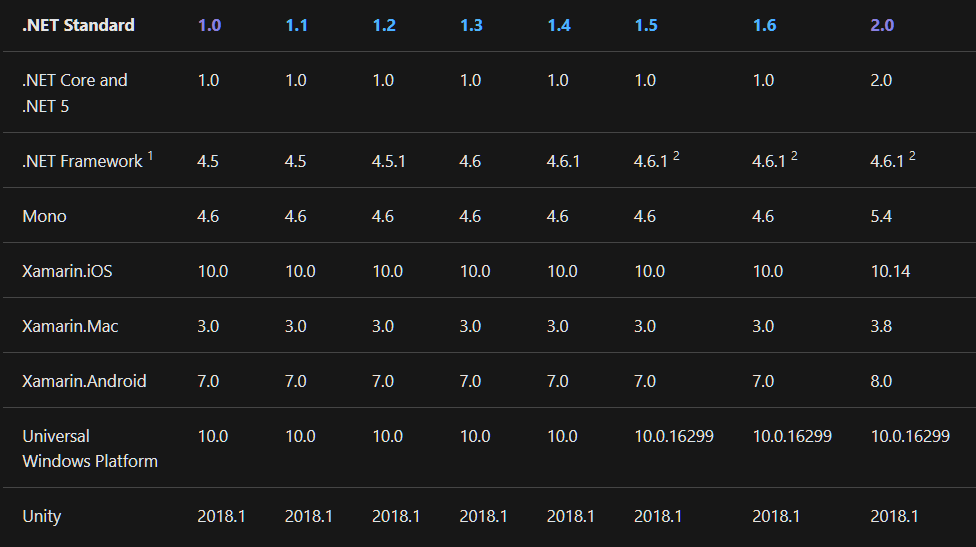 .NET Standard 1.0 1.1 1.2 1.3 1.4 1.5 1.6 2.0
.NET Core and 1.0 1.0 1.0 1.0 1.0 1.0 1.0 2.0
.NET 5
.NET Framework 1 4.5 4.5 4.5.1 4.6 4.6.1 4.6.1 2 4.6.1 2 4.6.1 2
Mono 4.6 4.6 4.6 4.6 4.6 4.6 4.6 5.4
Xamarin.iOS 10.0 10.0 10.0 10.0 10.0 10.0 10.0 10.14
Xamarin.Mac 3.0 3.0 3.0 3.0 3.0 3.0 3.0 3.8
Xamarin.Android 7.0 7.0 7.0 7.0 7.0 7.0 7.0 8.0
Universal 10.0 10.0 10.0 10.0 10.0 10.0.16299 10.0.16299 10.0.16299
Windows Platform
Unity 2018.1 2018.1 2018.1 2018.1 2018.1 2018.1 2018.1 2018.1